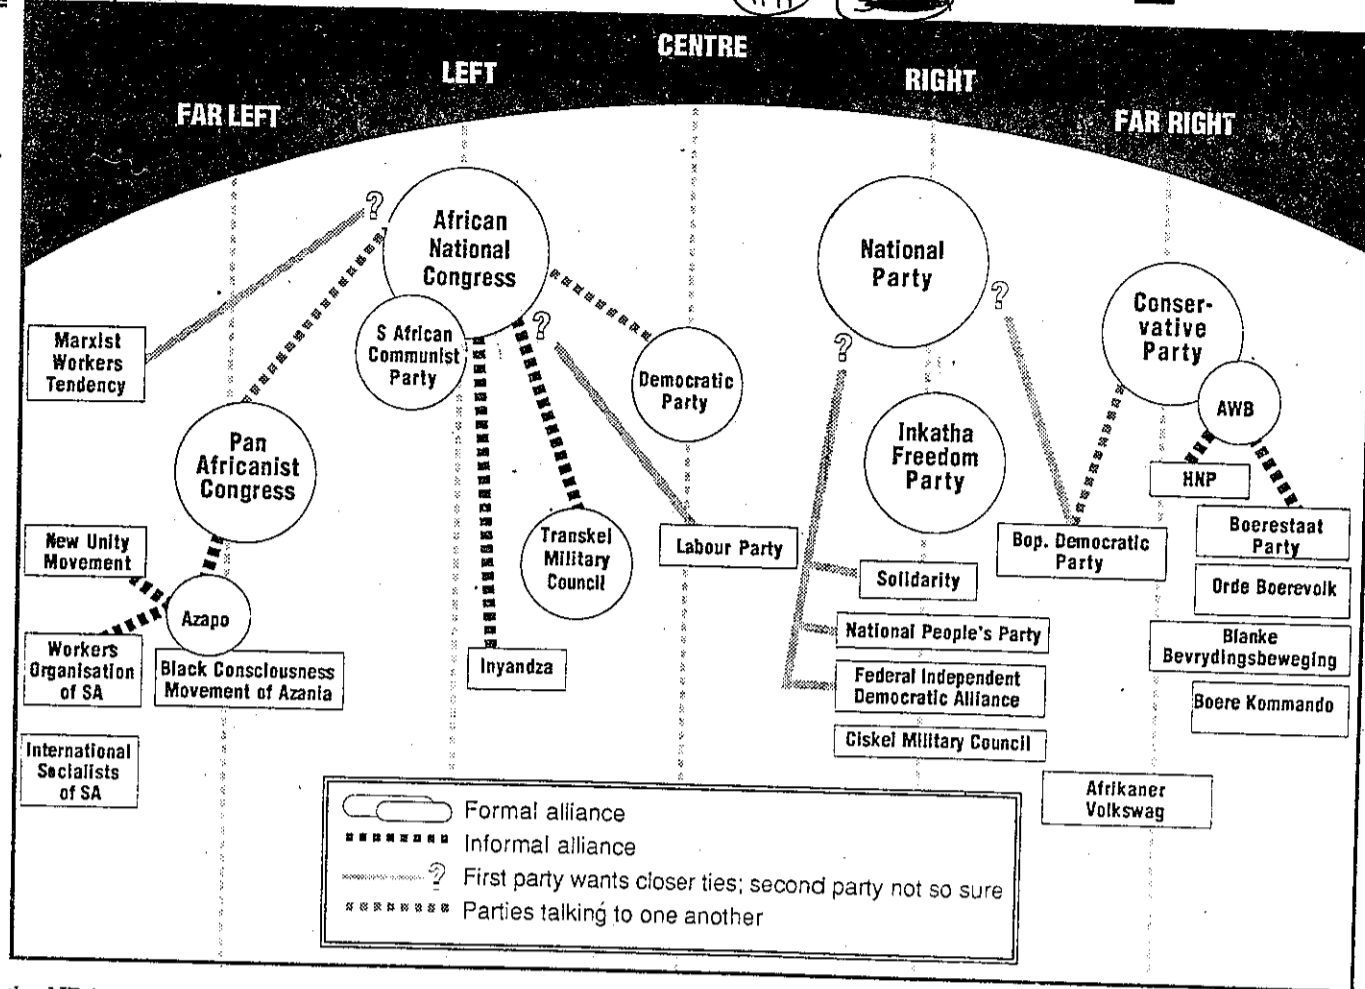 CENTRE
LEFT
RIGHT
FAR LEFT
FAR RIGHT
?
African
National
Congress
National
Party
?
Conser-
vative
Party
S African
Communist
Party
?
?
Marxist
Workers
Tendency
Democratic
Party
AWB
Pan
Africanist
Congress
Inkatha
Freedom
Party
HNP
New Unity
Movement
Transkei
Military
Council
Labour Party
Bop. Democratic
Party
Boerestaat
Party
Solidarity
Orde Boerevolk
Azapo
National People's Party
Blanke
Bevrydingsbeweging
Workers
Organisation
of SA
Black Consciousness
Movement of Azania
Inyandza
Federal Independent
Democratic Alliance
Boere Kommando
Ciskei Military Council
International
Socialists
of SA
Afrikaner
Volkswag
Formal alliance
Informal alliance
? First party wants closer ties; second party not so sure
Parties talking to one another